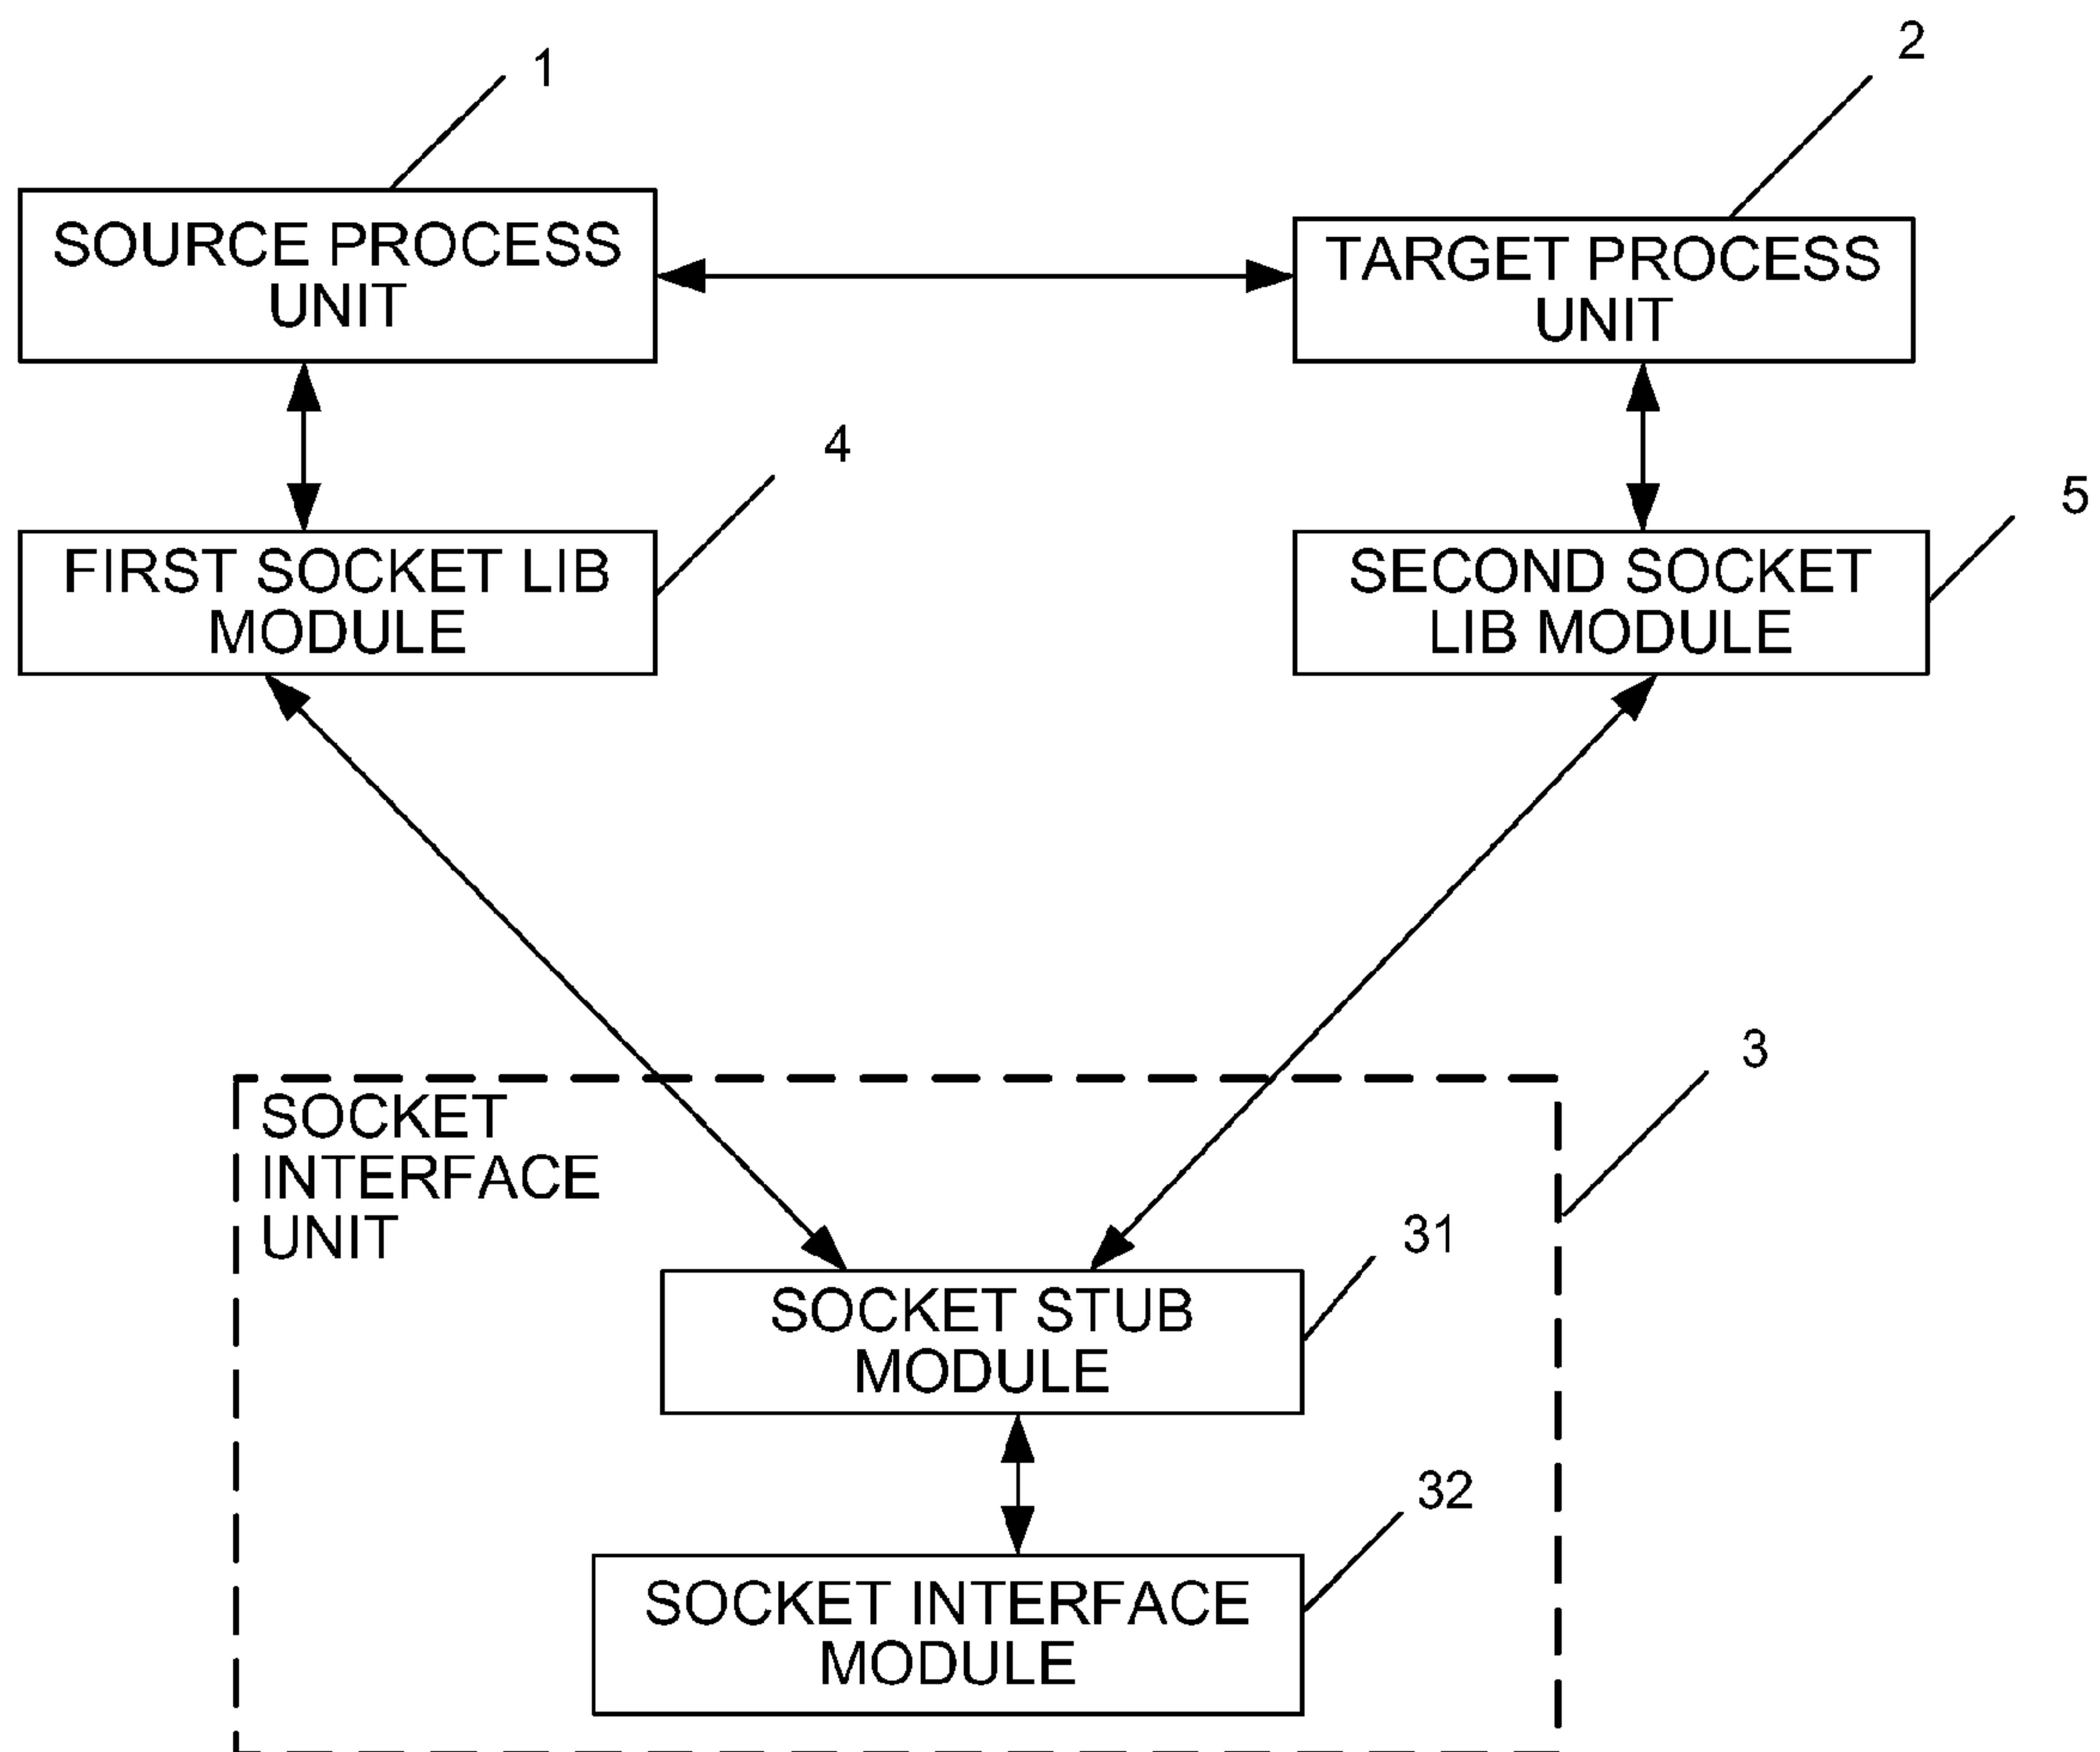 1
2
SOURCE PROCESS
UNIT
TARGET PROCESS
UNIT
4
5
FIRST SOCKET LIB
MODULE
SECOND SOCKET
LIB MODULE
3
SOCKET
INTERFACE
UNIT
31
SOCKET STUB
MODULE
32
SOCKET INTERFACE
MODULE